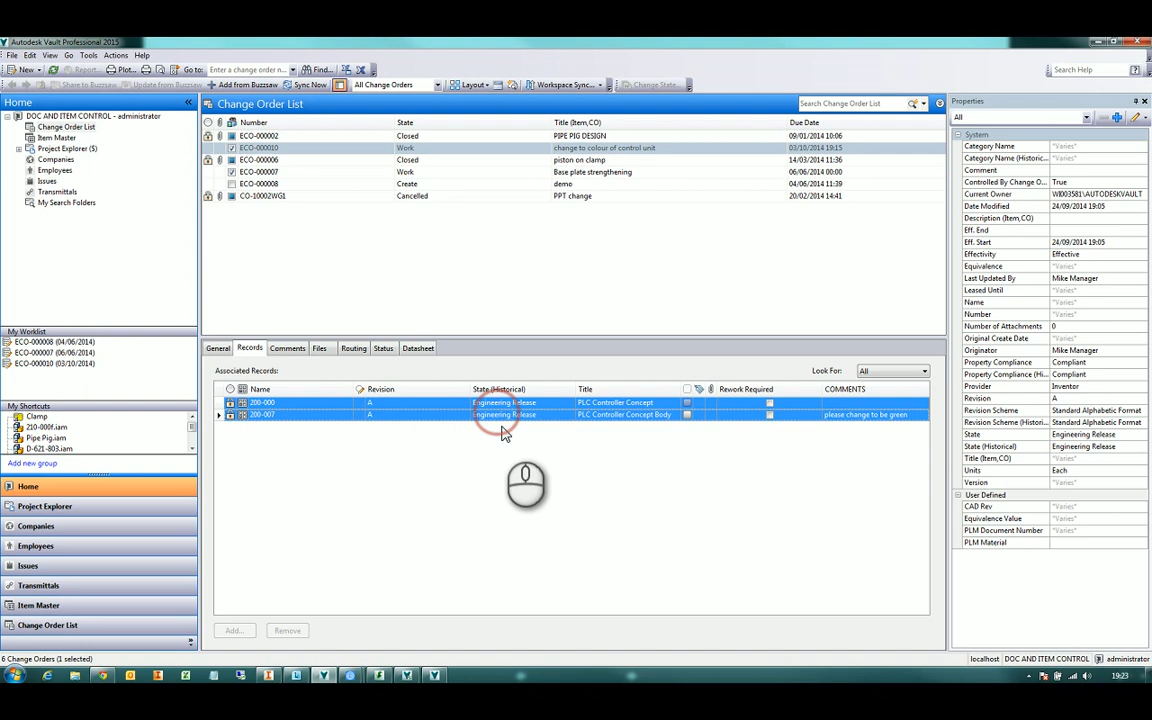 Autodesk Vault Professional 2015
File Edit View Go Tools Actions Help
New Report... Plot... Go to: Enter a change order n... Find... Search Help
Share to Buzzsaw Update from Buzzsaw Add from Buzzsaw Sync Now All Change Orders Layout Workspace Sync... Change State...
Home
DOC AND ITEM CONTROL - administrator
Change Order List
Item Master
Project Explorer ($)
Companies
Employees
Issues
Transmittals
My Search Folders
My Worklist
ECO-000008 (04/06/2014)
ECO-000007 (06/06/2014)
ECO-000010 (03/10/2014)
My Shortcuts
Clamp
210-000f.iam
Pipe Pig.iam
D-621-803.iam
Add new group
Home
Project Explorer
Companies
Employees
Issues
Transmittals
Item Master
Change Order List
Change Order List Search Change Order List
Number State Title (Item,CO) Due Date
ECO-000002 Closed PIPE PIG DESIGN 09/01/2014 10:06
ECO-000010 Work change to colour of control unit 03/10/2014 19:15
ECO-000006 Closed piston on clamp 14/03/2014 11:36
ECO-000007 Work Base plate strengthening 06/06/2014 00:00
ECO-000008 Create demo 04/06/2014 11:39
CO-10002WG1 Cancelled PPT change 20/02/2014 14:41
General Records Comments Files Routing Status Datasheet
Associated Records: Look For: All
Name Revision State (Historical) Title Rework Required COMMENTS
200-000 A Engineering Release PLC Controller Concept
200-007 A Engineering Release PLC Controller Concept Body please change to be green
Add... Remove
Properties
All
System
Category Name *Varies*
Category Name (Historic... *Varies*
Comment
Controlled By Change O... True
Current Owner WI003581\AUTODESKVAULT
Date Modified 24/09/2014 19:05
Description (Item,CO)
Eff. End
Eff. Start 24/09/2014 19:05
Effectivity Effective
Equivalence *Varies*
Last Updated By Mike Manager
Leased Until *Varies*
Name *Varies*
Number *Varies*
Number of Attachments 0
Original Create Date *Varies*
Originator Mike Manager
Property Compliance Compliant
Property Compliance (Hi... Compliant
Provider Inventor
Revision A
Revision Scheme Standard Alphabetic Format
Revision Scheme (Histori... Standard Alphabetic Format
State Engineering Release
State (Historical) Engineering Release
Title (Item,CO) *Varies*
Units Each
Version *Varies*
User Defined
CAD Rev *Varies*
Equivalence Value *Varies*
PLM Document Number *Varies*
PLM Material
6 Change Orders (1 selected) localhost DOC AND ITEM CONTROL administrator
19:23